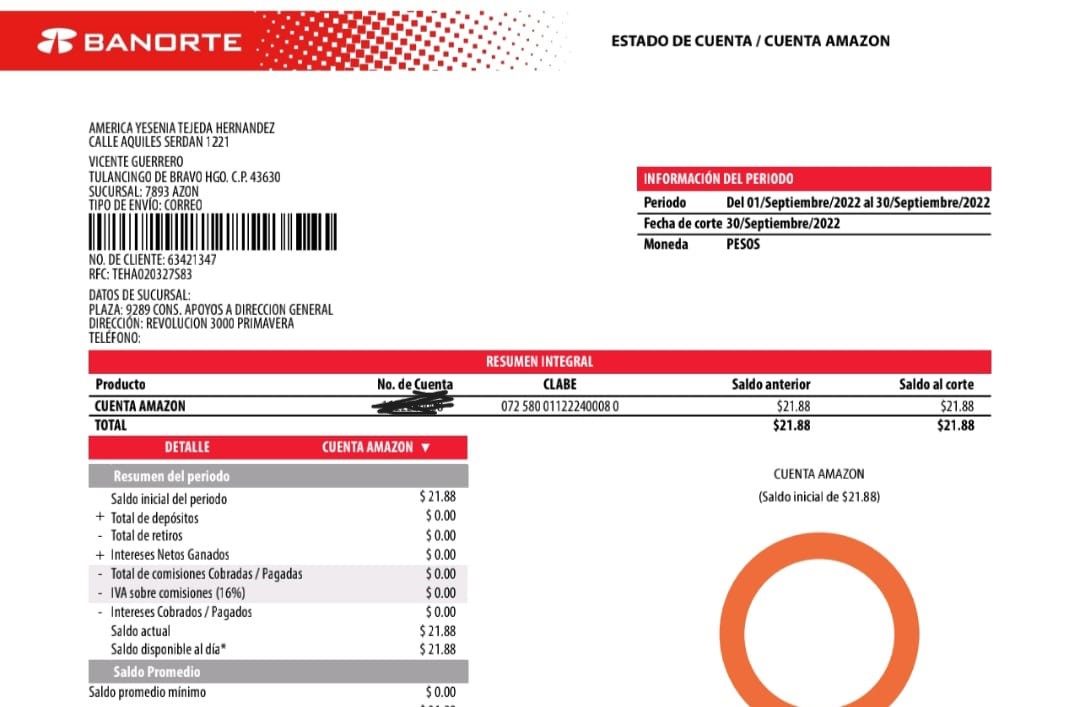 BANORTE
ESTADO DE CUENTA / CUENTA AMAZON
AMERICA YESENIA TEJEDA HERNANDEZ
CALLE AQUILES SERDAN 1221
VICENTE GUERRERO
TULANCINGO DE BRAVO HGO. C.P. 43630
SUCURSAL: 7893 AZON
TIPO DE ENVÍO: CORREO
NO. DE CLIENTE: 63421347
RFC: TEHA020327S83
DATOS DE SUCURSAL:
PLAZA: 9289 CONS. APOYOS A DIRECCION GENERAL
DIRECCIÓN: REVOLUCION 3000 PRIMAVERA
TELÉFONO:
INFORMACIÓN DEL PERIODO
Periodo Del 01/Septiembre/2022 al 30/Septiembre/2022
Fecha de corte 30/Septiembre/2022
Moneda PESOS
RESUMEN INTEGRAL
Producto No. de Cuenta CLABE Saldo anterior Saldo al corte
CUENTA AMAZON 072 580 01122240008 0 $21.88 $21.88
TOTAL $21.88 $21.88
DETALLE CUENTA AMAZON ▼
Resumen del periodo
Saldo inicial del periodo $ 21.88
+ Total de depósitos $ 0.00
- Total de retiros $ 0.00
+ Intereses Netos Ganados $ 0.00
- Total de comisiones Cobradas / Pagadas $ 0.00
- IVA sobre comisiones (16%) $ 0.00
- Intereses Cobrados / Pagados $ 0.00
Saldo actual $ 21.88
Saldo disponible al día* $ 21.88
Saldo Promedio
Saldo promedio mínimo $ 0.00
CUENTA AMAZON
(Saldo inicial de $21.88)